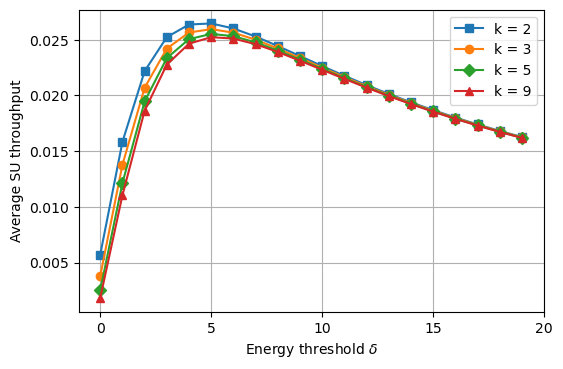 Average SU throughput
0.025
0.020
0.015
0.010
0.005
0
5
10
15
20
Energy threshold δ
k = 2
k = 3
k = 5
k = 9